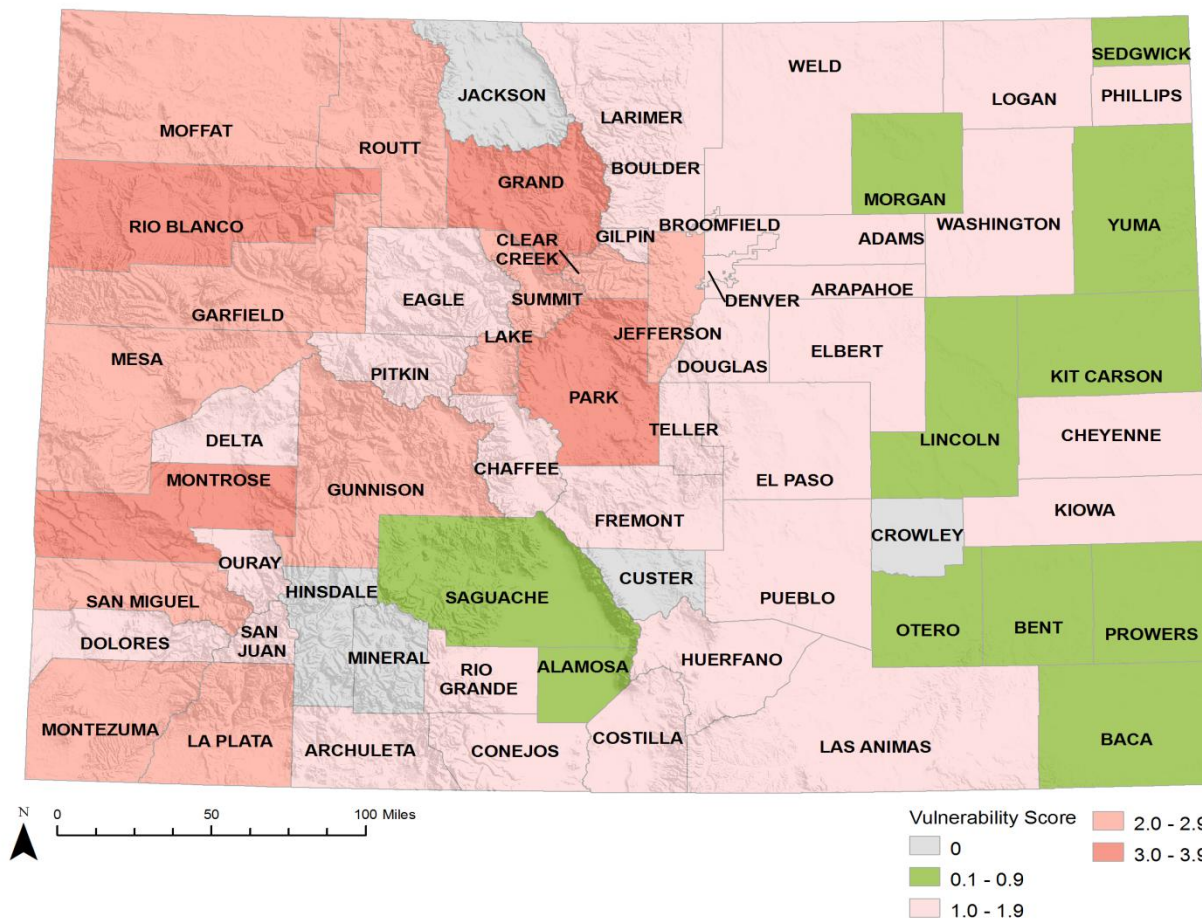 SEDGWICK
WELD
LOGAN
PHILLIPS
JACKSON
LARIMER
MOFFAT
ROUTT
BOULDER
GRAND
MORGAN
RIO BLANCO
WASHINGTON
YUMA
BROOMFIELD
GILPIN
ADAMS
CLEAR
CREEK
EAGLE
SUMMIT
DENVER
ARAPAHOE
GARFIELD
LAKE
JEFFERSON
ELBERT
MESA
PITKIN
DOUGLAS
KIT CARSON
PARK
TELLER
DELTA
LINCOLN
CHEYENNE
CHAFFEE
MONTROSE
GUNNISON
EL PASO
FREMONT
KIOWA
CROWLEY
OURAY
CUSTER
HINSDALE
SAGUACHE
PUEBLO
SAN MIGUEL
OTERO
BENT
PROWERS
DOLORES
SAN
JUAN
MINERAL
HUERFANO
RIO
GRANDE
ALAMOSA
MONTEZUMA
LA PLATA
ARCHULETA
CONEJOS
COSTILLA
LAS ANIMAS
BACA
N
0 50 100 Miles
Vulnerability Score
0
0.1 - 0.9
1.0 - 1.9
2.0 - 2.9
3.0 - 3.9